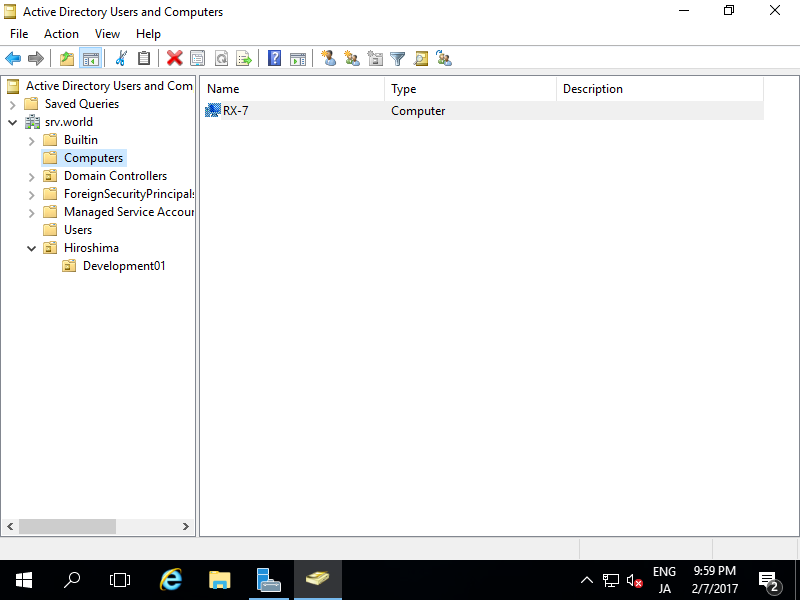 Active Directory Users and Computers
File Action View Help
Active Directory Users and Com
Saved Queries
srv.world
Builtin
Computers
Domain Controllers
ForeignSecurityPrincipals
Managed Service Accour
Users
Hiroshima
Development01
Name Type Description
RX-7 Computer
ENG
JA
9:59 PM
2/7/2017
2